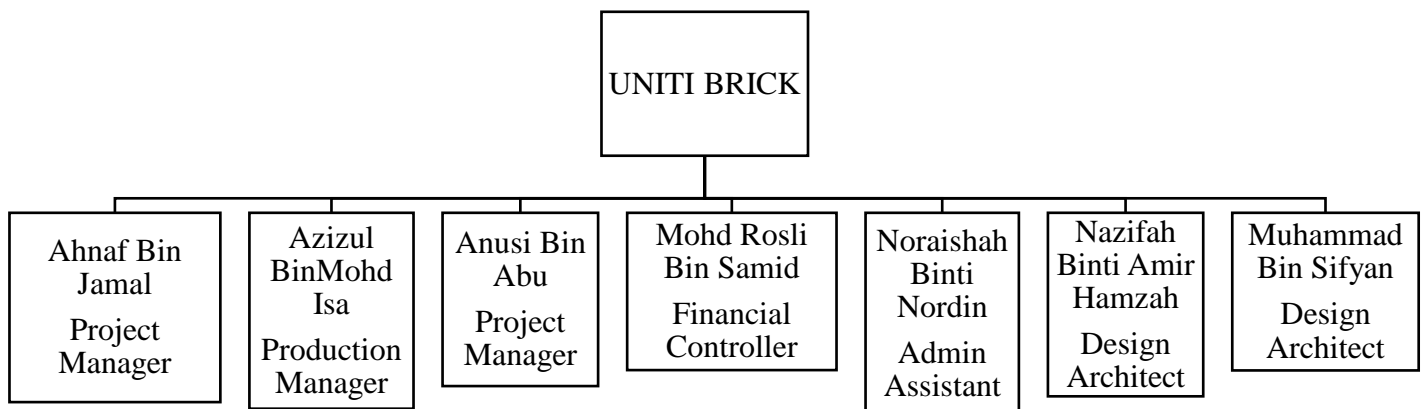 UNITI BRICK
Ahnaf Bin
Jamal
Project
Manager
Azizul
BinMohd
Isa
Production
Manager
Anusi Bin
Abu
Project
Manager
Mohd Rosli
Bin Samid
Financial
Controller
Noraishah
Binti
Nordin
Admin
Assistant
Nazifah
Binti Amir
Hamzah
Design
Architect
Muhammad
Bin Sifyan
Design
Architect